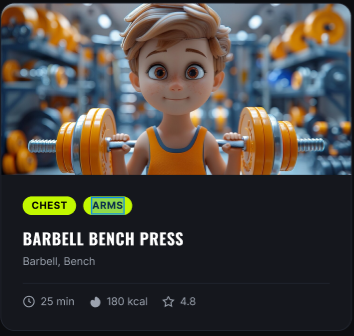 CHEST ARMS
BARBELL BENCH PRESS
Barbell, Bench
25 min 180 kcal 4.8